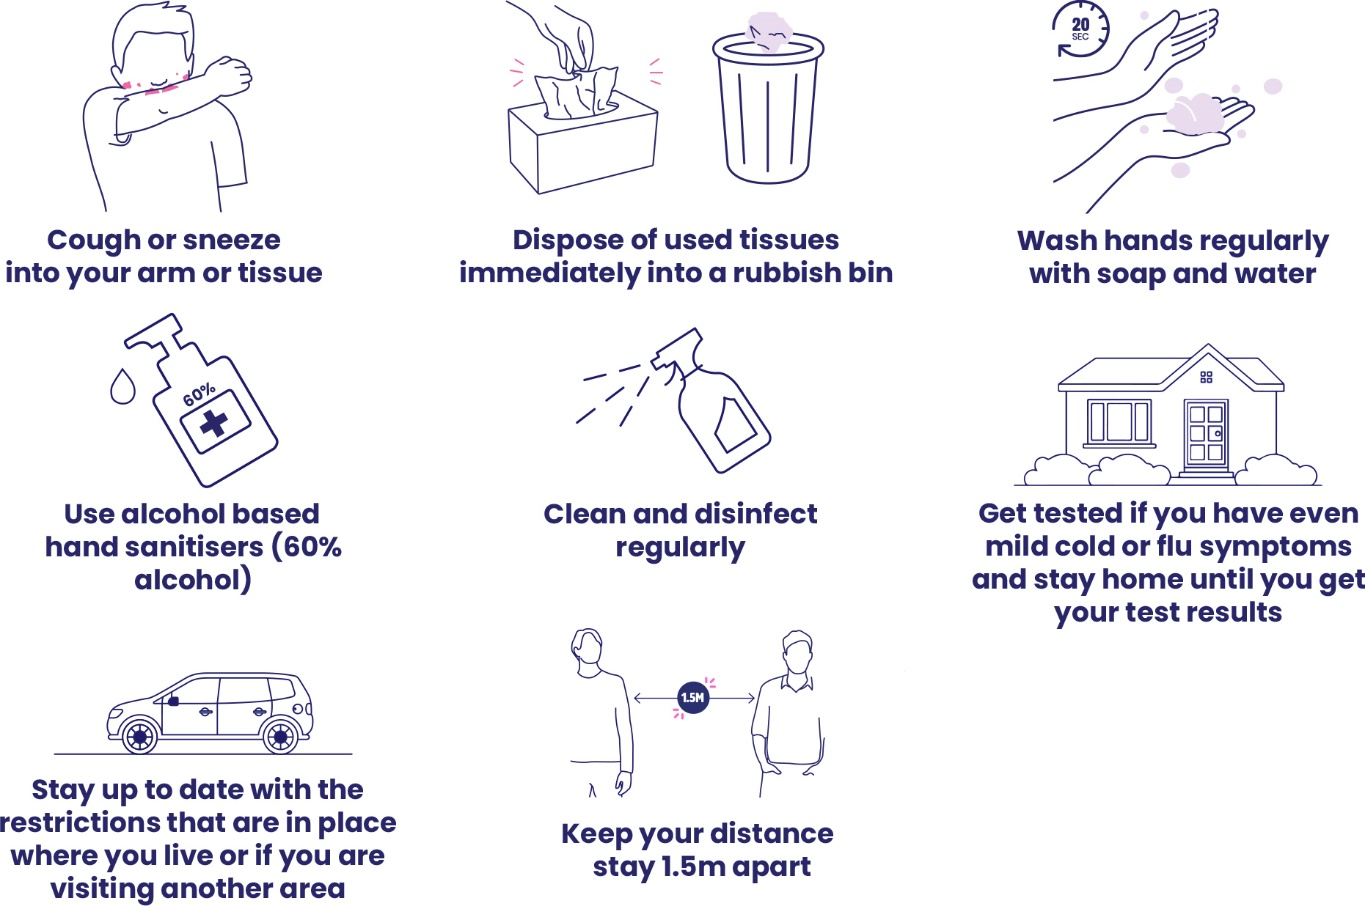 20
SEC
Cough or sneeze
into your arm or tissue
Dispose of used tissues
immediately into a rubbish bin
Wash hands regularly
with soap and water
60%
Use alcohol based
hand sanitisers (60%
alcohol)
Clean and disinfect
regularly
Get tested if you have even
mild cold or flu symptoms
and stay home until you get
your test results
Stay up to date with the
restrictions that are in place
where you live or if you are
visiting another area
1.5M
Keep your distance
stay 1.5m apart